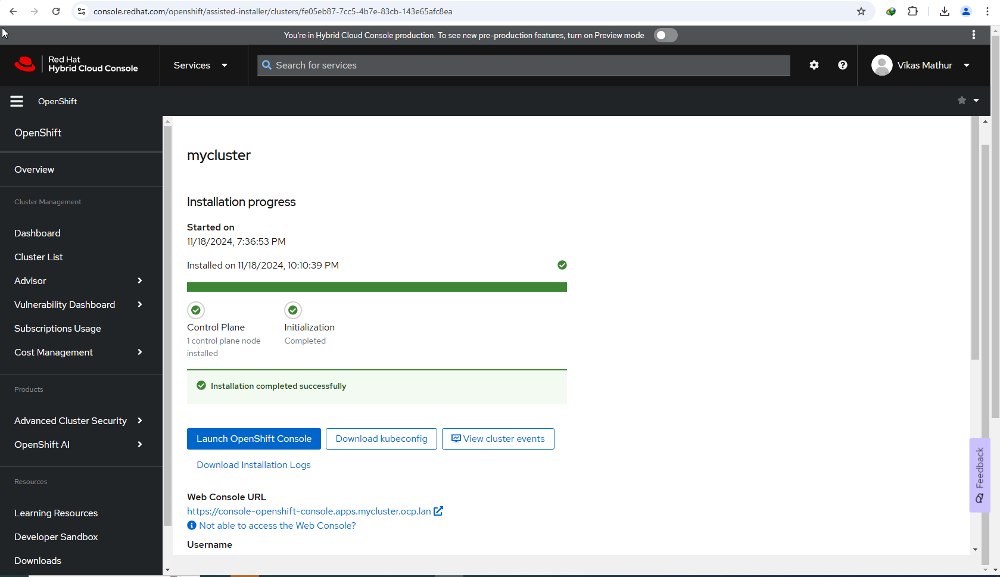 console.redhat.com/openshift/assisted-installer/clusters/fe05eb87-7cc5-4b7e-83cb-143e65afc8ea
You're in Hybrid Cloud Console production. To see new pre-production features, turn on Preview mode
Red Hat
Hybrid Cloud Console
Services
Search for services
Vikas Mathur
OpenShift
OpenShift
Overview
Cluster Management
Dashboard
Cluster List
Advisor
Vulnerability Dashboard
Subscriptions Usage
Cost Management
Products
Advanced Cluster Security
OpenShift AI
Resources
Learning Resources
Developer Sandbox
Downloads
mycluster
Installation progress
Started on
11/18/2024, 7:36:53 PM
Installed on 11/18/2024, 10:10:39 PM
Control Plane
1 control plane node
installed
Initialization
Completed
Installation completed successfully
Launch OpenShift Console
Download kubeconfig
View cluster events
Download Installation Logs
Web Console URL
https://console-openshift-console.apps.mycluster.ocp.lan
Not able to access the Web Console?
Username
Feedback